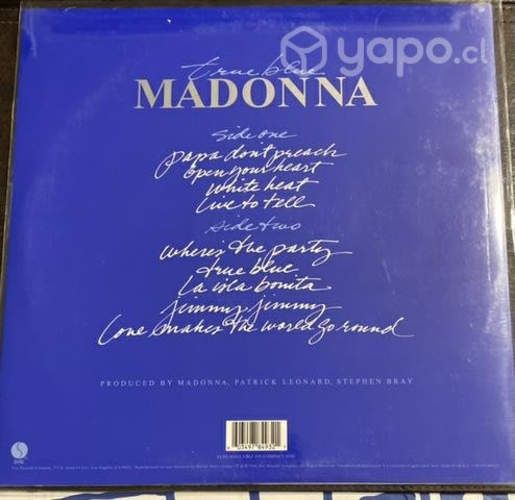 yapo.cl
true blue
MADONNA
side one
papa don't preach
open your heart
white heat
live to tell
side two
where's the party
true blue
la isla bonita
jimmy jimmy
love makes the world go round
PRODUCED BY MADONNA, PATRICK LEONARD, STEPHEN BRAY